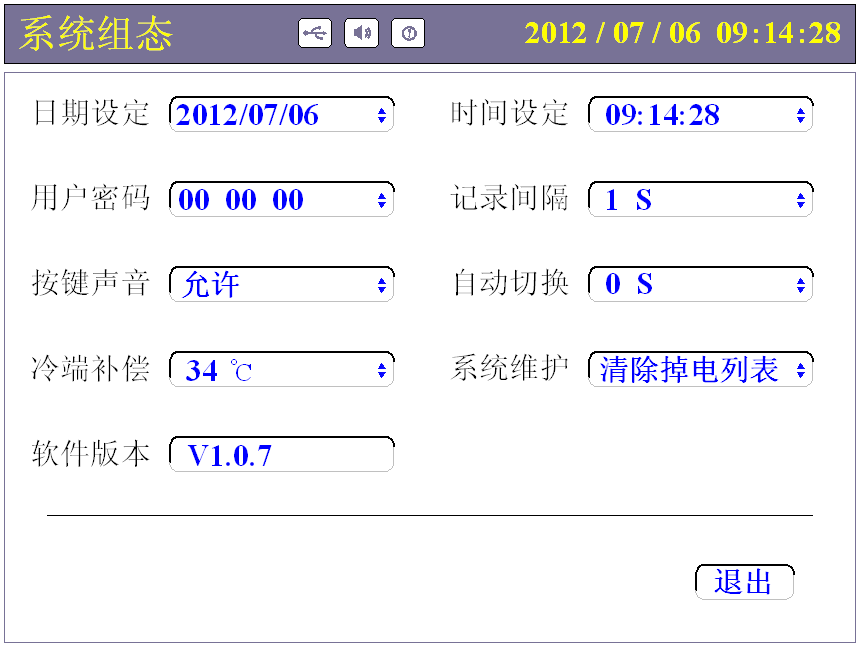 系统组态 2012 / 07 / 06 09:14:28
日期设定 2012/07/06 时间设定 09:14:28
用户密码 00 00 00 记录间隔 1 S
按键声音 允许 自动切换 0 S
冷端补偿 34 ℃ 系统维护 清除掉电列表
软件版本 V1.0.7
退出